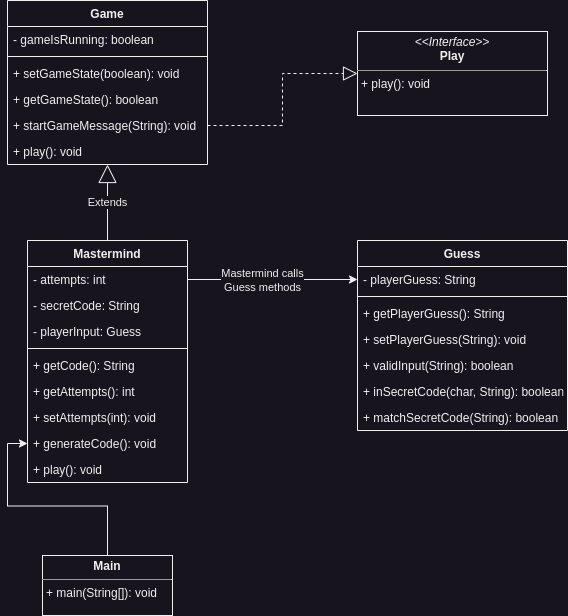 Game
- gameIsRunning: boolean
+ setGameState(boolean): void
+ getGameState(): boolean
+ startGameMessage(String): void
+ play(): void
<<Interface>>
Play
+ play(): void
Extends
Mastermind
- attempts: int
- secretCode: String
- playerInput: Guess
+ getCode(): String
+ getAttempts(): int
+ setAttempts(int): void
+ generateCode(): void
+ play(): void
Mastermind calls
Guess methods
Guess
- playerGuess: String
+ getPlayerGuess(): String
+ setPlayerGuess(String): void
+ validInput(String): boolean
+ inSecretCode(char, String): boolean
+ matchSecretCode(String): boolean
Main
+ main(String[]): void